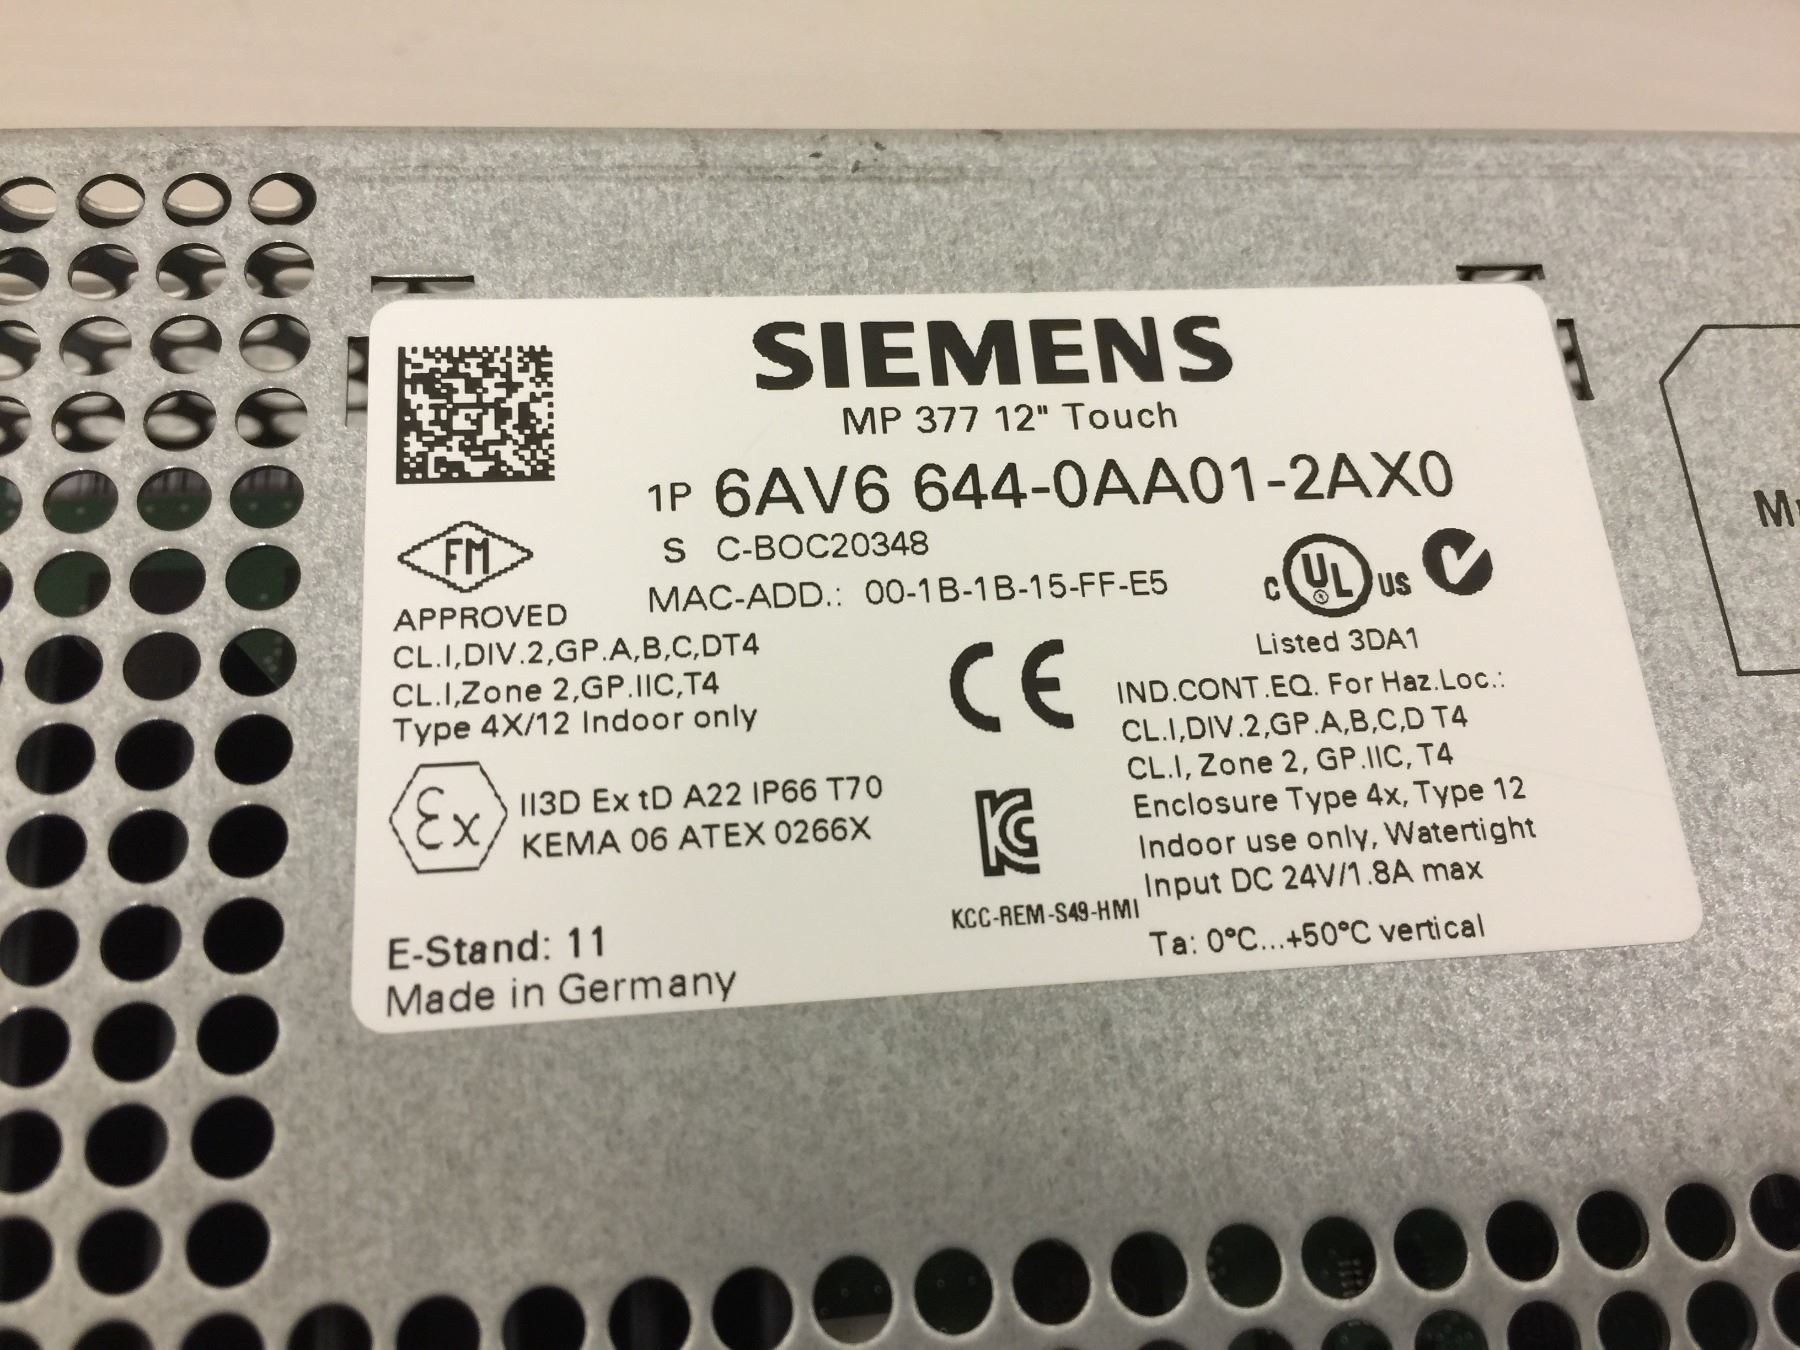 SIEMENS
MP 377 12" Touch
1P 6AV6 644-0AA01-2AX0
S C-BOC20348
MAC-ADD.: 00-1B-1B-15-FF-E5
FM
APPROVED
CL.I,DIV.2,GP.A,B,C,DT4
CL.I,Zone 2,GP.IIC,T4
Type 4X/12 Indoor only
Ex II3D Ex tD A22 IP66 T70
KEMA 06 ATEX 0266X
E-Stand: 11
Made in Germany
CE
KCC-REM-S49-HMI
C UL US
Listed 3DA1
IND.CONT.EQ. For Haz.Loc.:
CL.I,DIV.2,GP.A,B,C,D T4
CL.I, Zone 2, GP.IIC, T4
Enclosure Type 4x, Type 12
Indoor use only, Watertight
Input DC 24V/1.8A max
Ta: 0°C...+50°C vertical